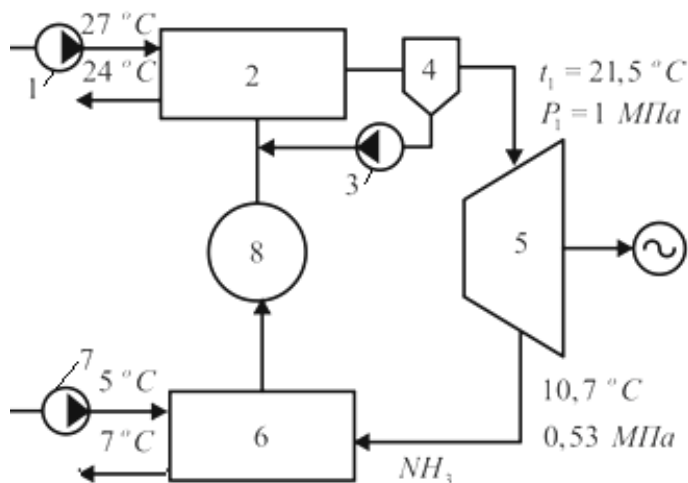 27 °C
24 °C
1
2
4
t₁ = 21,5 °C
P₁ = 1 МПа
3
5
8
7
5 °C
7 °C
6
10,7 °C
0,53 МПа
NH₃